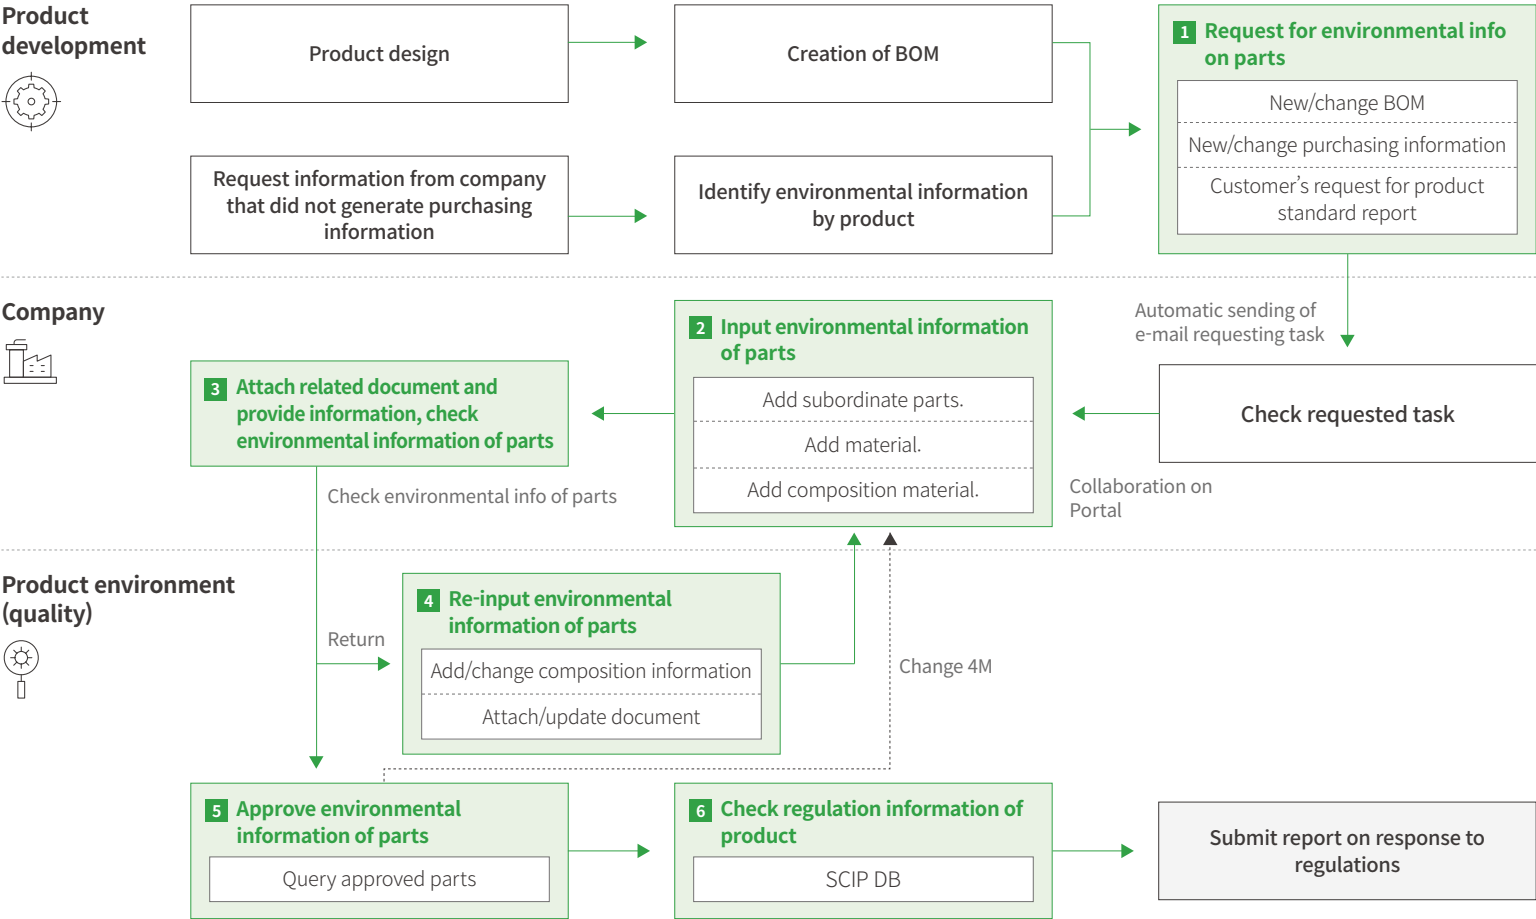 Product
development
Product design
Creation of BOM
1 Request for environmental info
on parts
New/change BOM
New/change purchasing information
Customer’s request for product
standard report
Request information from company
that did not generate purchasing
information
Identify environmental information
by product
Company
Automatic sending of
e-mail requesting task
2 Input environmental information
of parts
Add subordinate parts.
Add material.
Add composition material.
3 Attach related document and
provide information, check
environmental information of parts
Check requested task
Check environmental info of parts
Collaboration on
Portal
Product environment
(quality)
4 Re-input environmental
information of parts
Add/change composition information
Attach/update document
Return
Change 4M
5 Approve environmental
information of parts
Query approved parts
6 Check regulation information of
product
SCIP DB
Submit report on response to
regulations